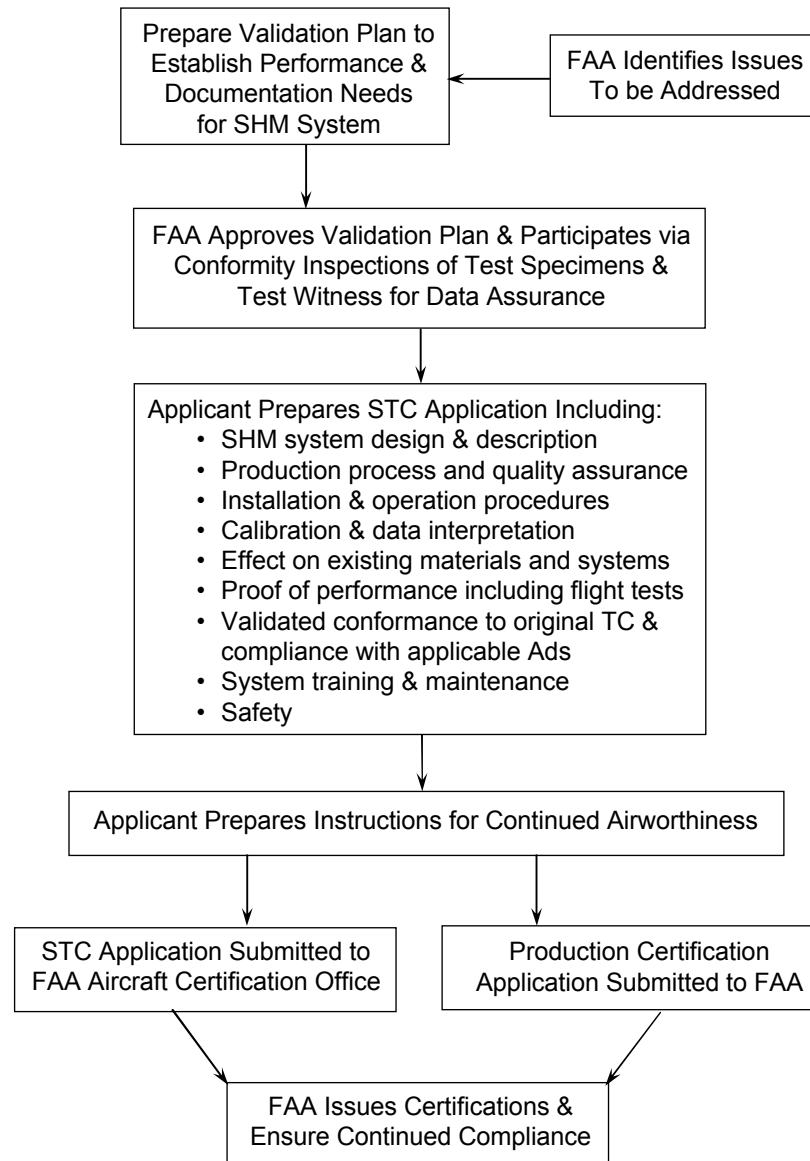 Prepare Validation Plan to
Establish Performance &
Documentation Needs
for SHM System
FAA Identifies Issues
To be Addressed
FAA Approves Validation Plan & Participates via
Conformity Inspections of Test Specimens &
Test Witness for Data Assurance
Applicant Prepares STC Application Including:
• SHM system design & description
• Production process and quality assurance
• Installation & operation procedures
• Calibration & data interpretation
• Effect on existing materials and systems
• Proof of performance including flight tests
• Validated conformance to original TC &
compliance with applicable Ads
• System training & maintenance
• Safety
Applicant Prepares Instructions for Continued Airworthiness
STC Application Submitted to
FAA Aircraft Certification Office
Production Certification
Application Submitted to FAA
FAA Issues Certifications &
Ensure Continued Compliance